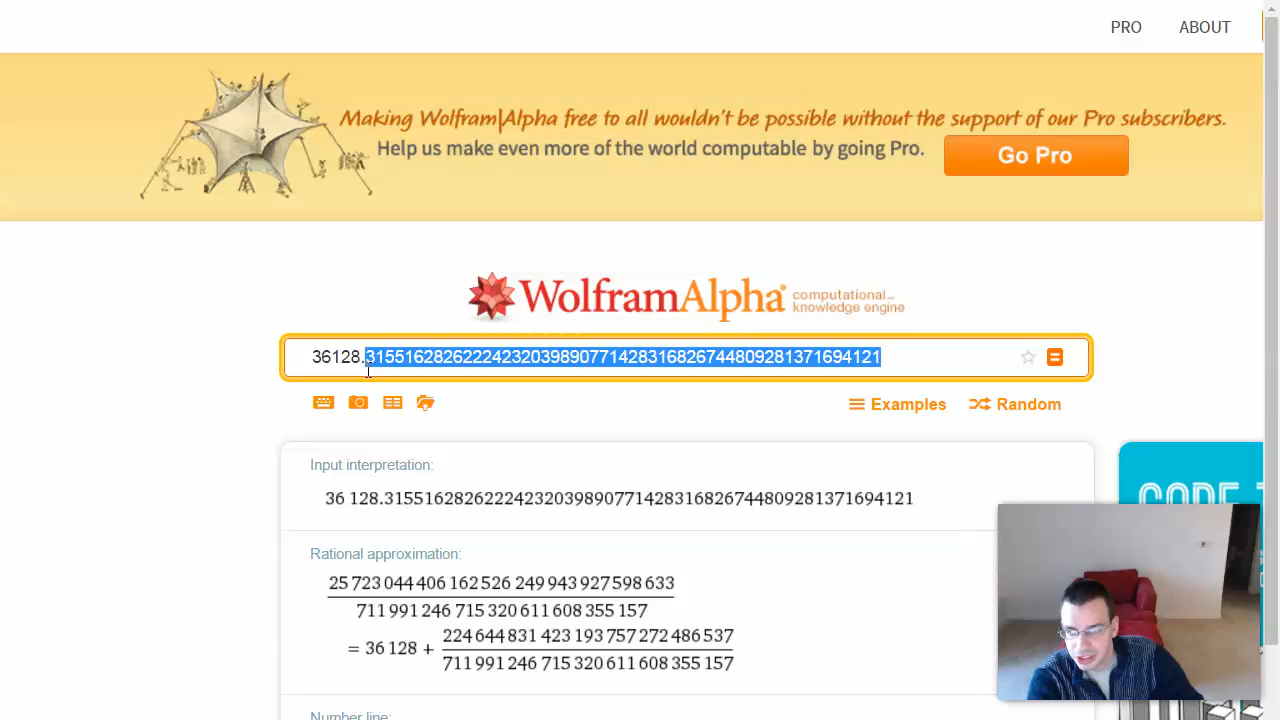 PRO ABOUT
Making Wolfram|Alpha free to all wouldn't be possible without the support of our Pro subscribers.
Help us make even more of the world computable by going Pro.
Go Pro
WolframAlpha computational...
knowledge engine
36128.3155162826222423203989077142831682674480928137169​4121
Examples Random
Input interpretation:
36 128.31551628262224232039890771428316826744809281371694121
Rational approximation:
25 723 044 406 162 526 249 943 927 598 633
711 991 246 715 320 611 608 355 157
= 36 128 + 224 644 831 423 193 757 272 486 537
711 991 246 715 320 611 608 355 157
Number line: